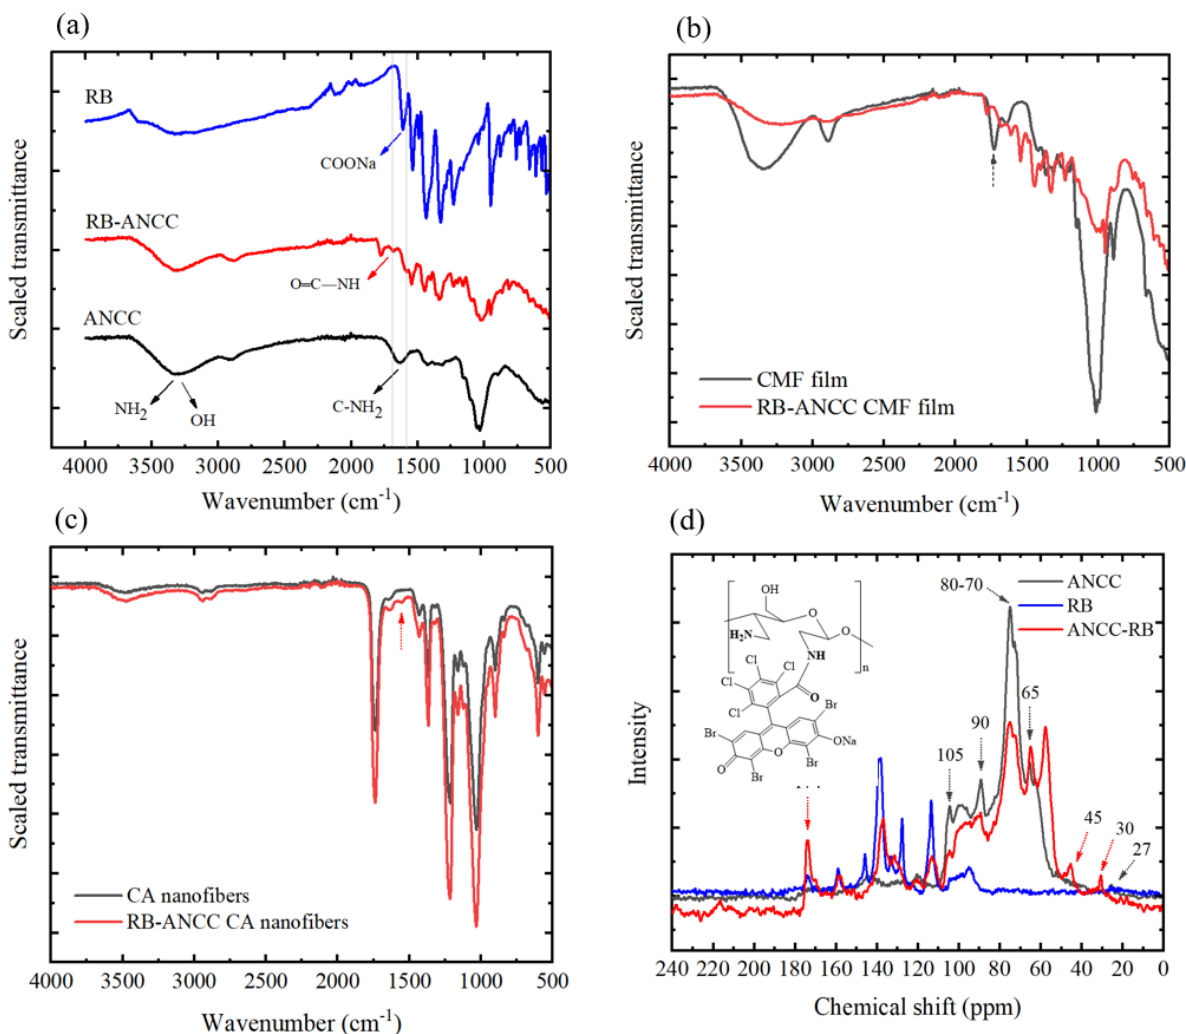 (a)
RB
COONa
RB-ANCC
O=C—NH
ANCC
NH₂
OH
C-NH₂
Scaled transmittance
4000 3500 3000 2500 2000 1500 1000 500
Wavenumber (cm⁻¹)
(b)
Scaled transmittance
CMF film
RB-ANCC CMF film
4000 3500 3000 2500 2000 1500 1000 500
Wavenumber (cm⁻¹)
(c)
Scaled transmittance
CA nanofibers
RB-ANCC CA nanofibers
4000 3500 3000 2500 2000 1500 1000 500
Wavenumber (cm⁻¹)
(d)
80-70
ANCC
RB
ANCC-RB
OH
O
H₂N
O
NH
n
Cl
Cl
Cl
O
Cl
Br
Br
ONa
O
O
Br
Br
105
90
65
45
30
27
Intensity
240 220 200 180 160 140 120 100 80 60 40 20 0
Chemical shift (ppm)